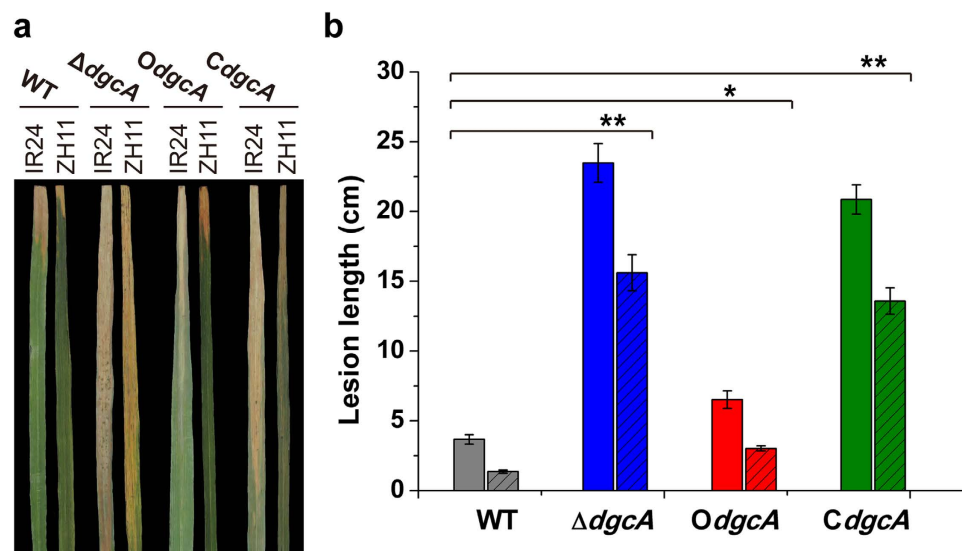 a
WT ΔdgcA OdgcA CdgcA
IR24 ZH11 IR24 ZH11 IR24 ZH11 IR24 ZH11
b
Lesion length (cm)
30
25
20
15
10
5
0
**
*
**
WT ΔdgcA OdgcA CdgcA